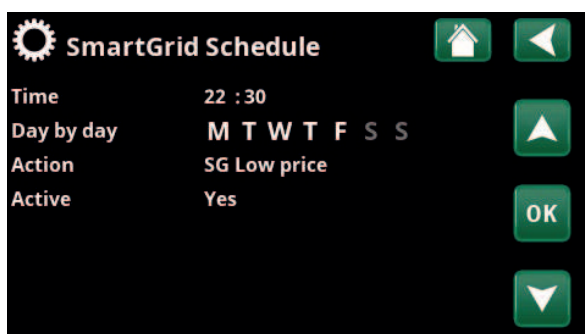 SmartGrid Schedule
Time 22 :30
Day by day M T W T F S S
Action SG Low price
Active Yes
OK